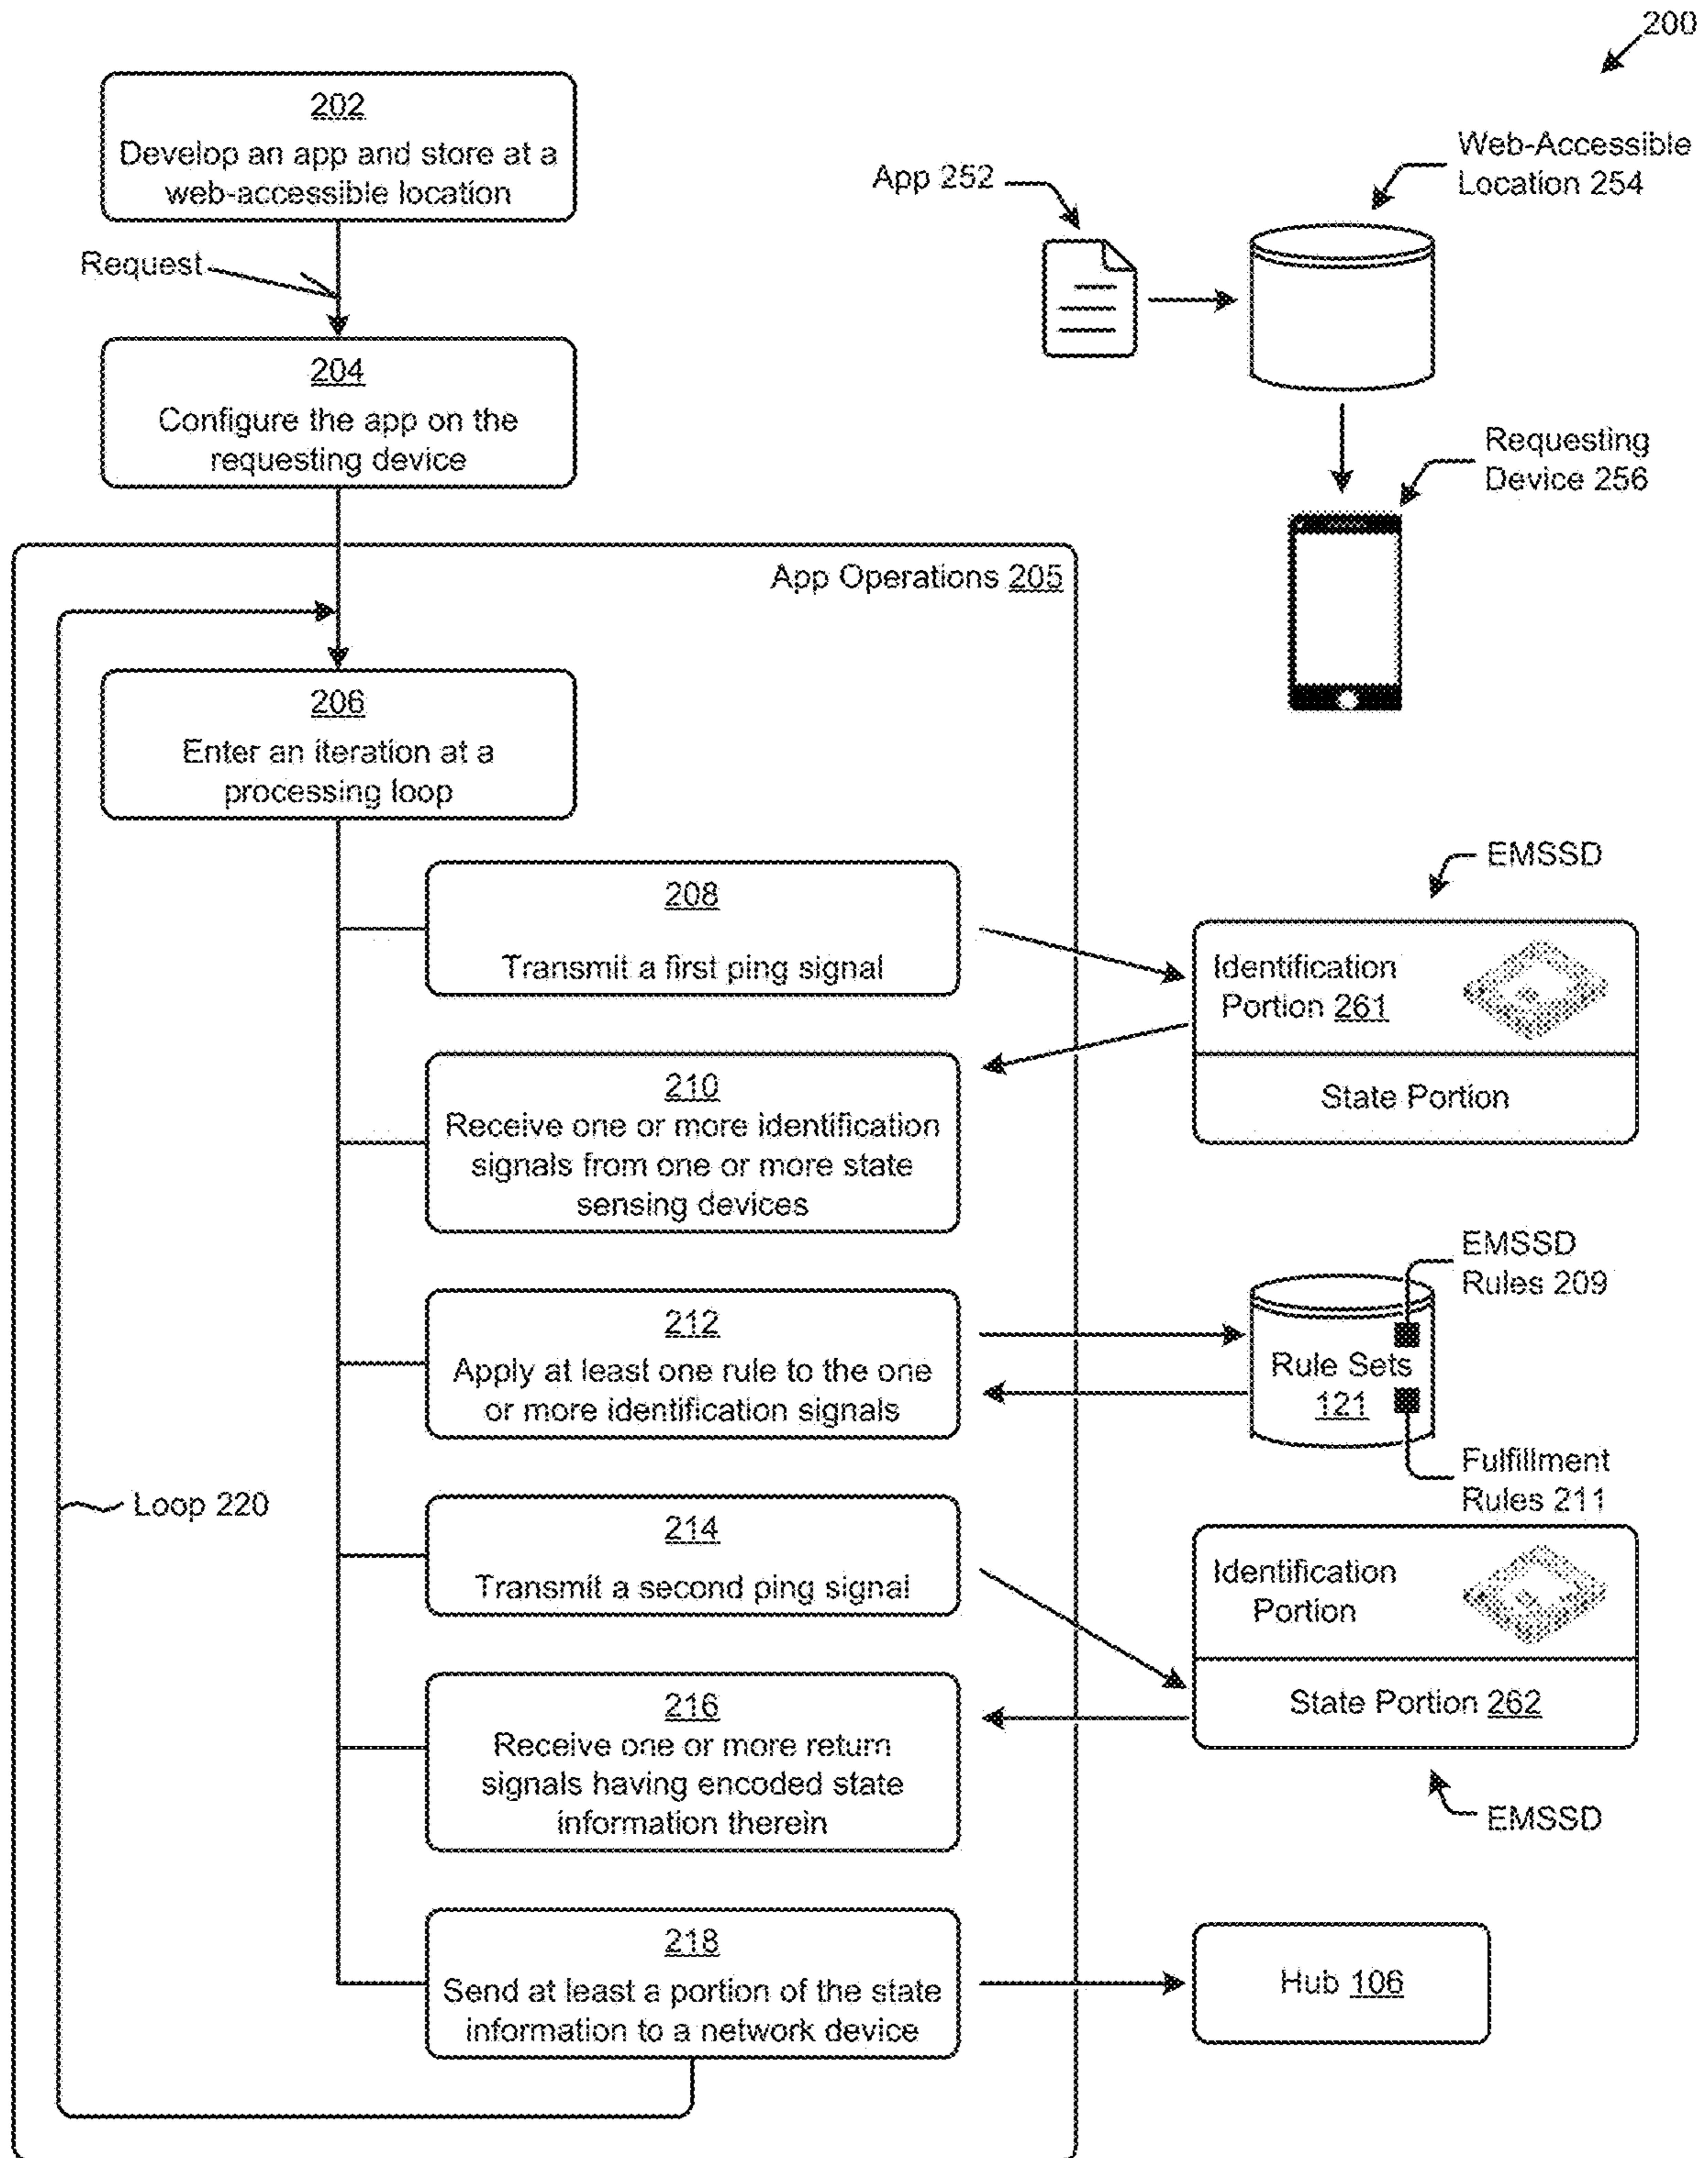 200
202
Develop an app and store at a
web-accessible location
App 252
Web-Accessible
Location 254
Request
204
Configure the app on the
requesting device
Requesting
Device 256
App Operations 205
206
Enter an iteration at a
processing loop
EMSSD
208
Transmit a first ping signal
Identification
Portion 261
State Portion
210
Receive one or more identification
signals from one or more state
sensing devices
EMSSD
Rules 209
212
Apply at least one rule to the one
or more identification signals
Rule Sets
121
Fulfillment
Rules 211
Loop 220
214
Transmit a second ping signal
Identification
Portion
State Portion 262
216
Receive one or more return
signals having encoded state
information therein
EMSSD
218
Send at least a portion of the state
information to a network device
Hub 106